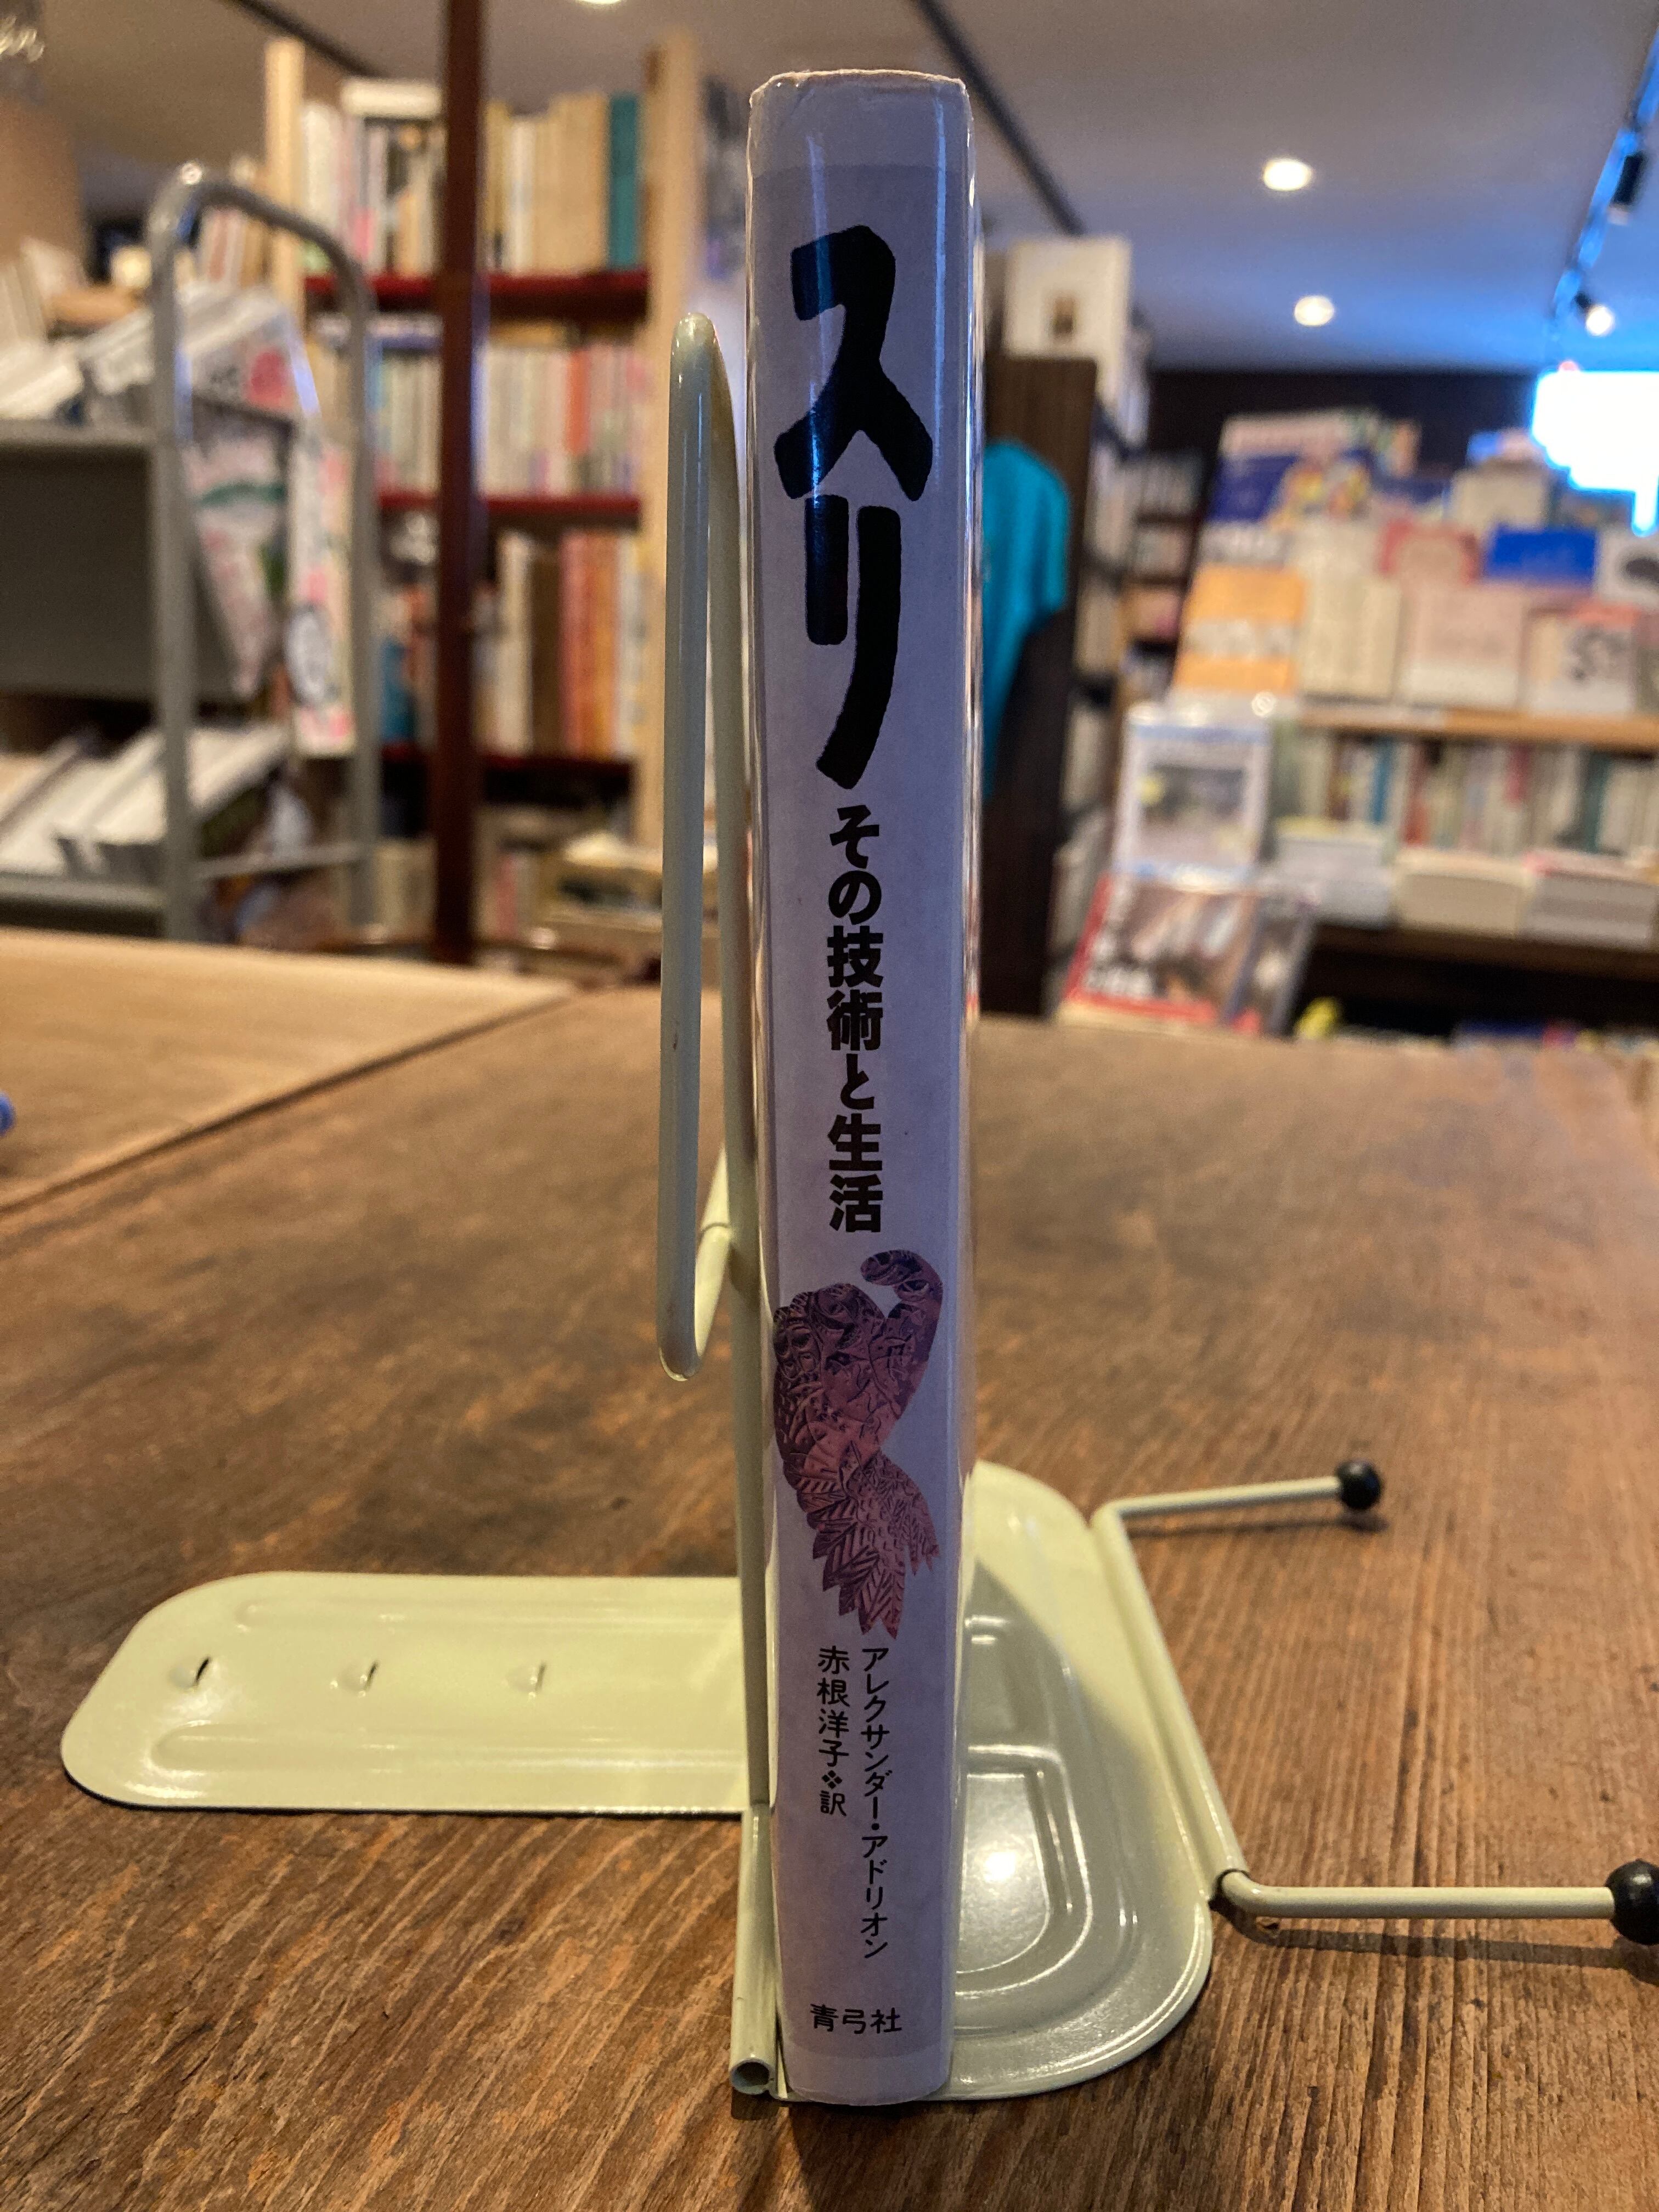 スリ
その技術と生活
アレクサンダー・アドリオン
赤根洋子❖訳
青弓社